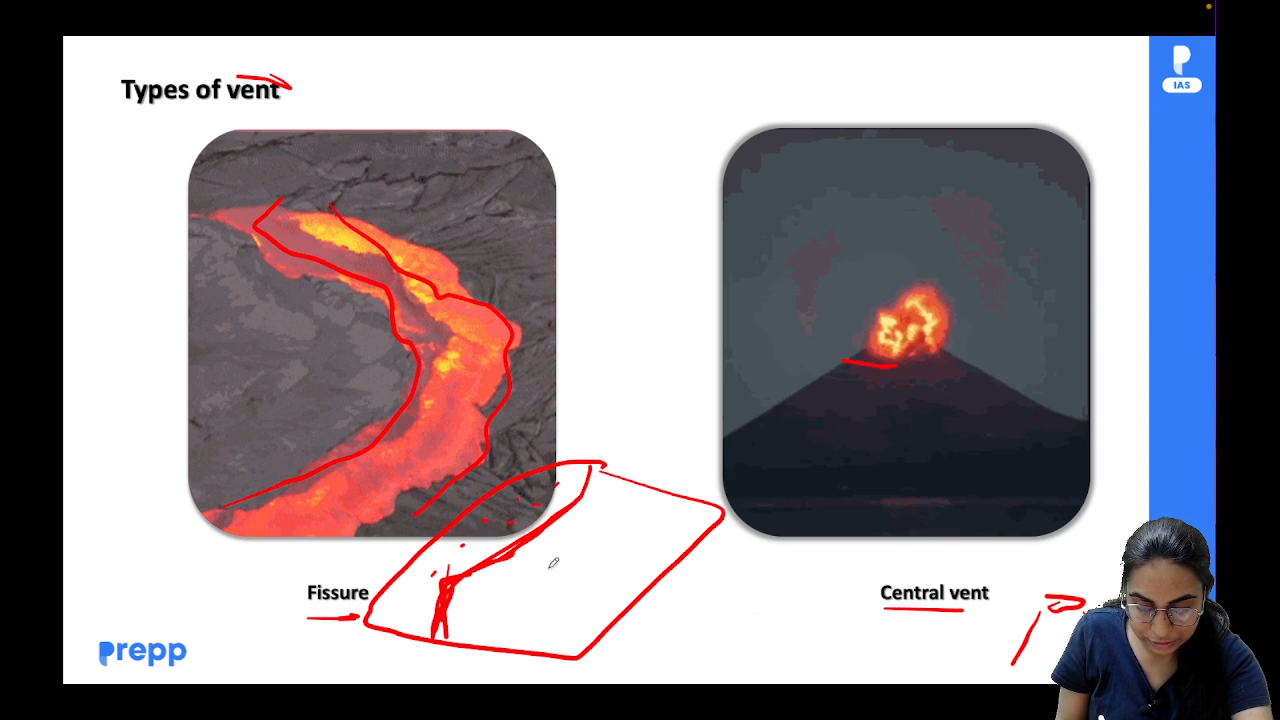 Types of vent
IAS
Fissure
Central vent
prepp